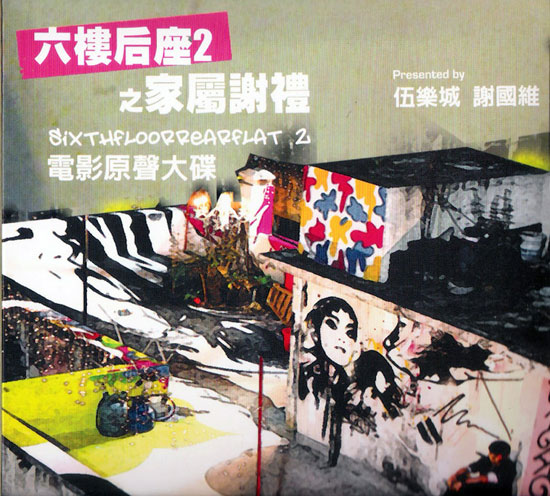 六樓后座2
之家屬謝禮
SixthfloorreaRflat 2
電影原聲大碟
Presented by
伍樂城 謝國維